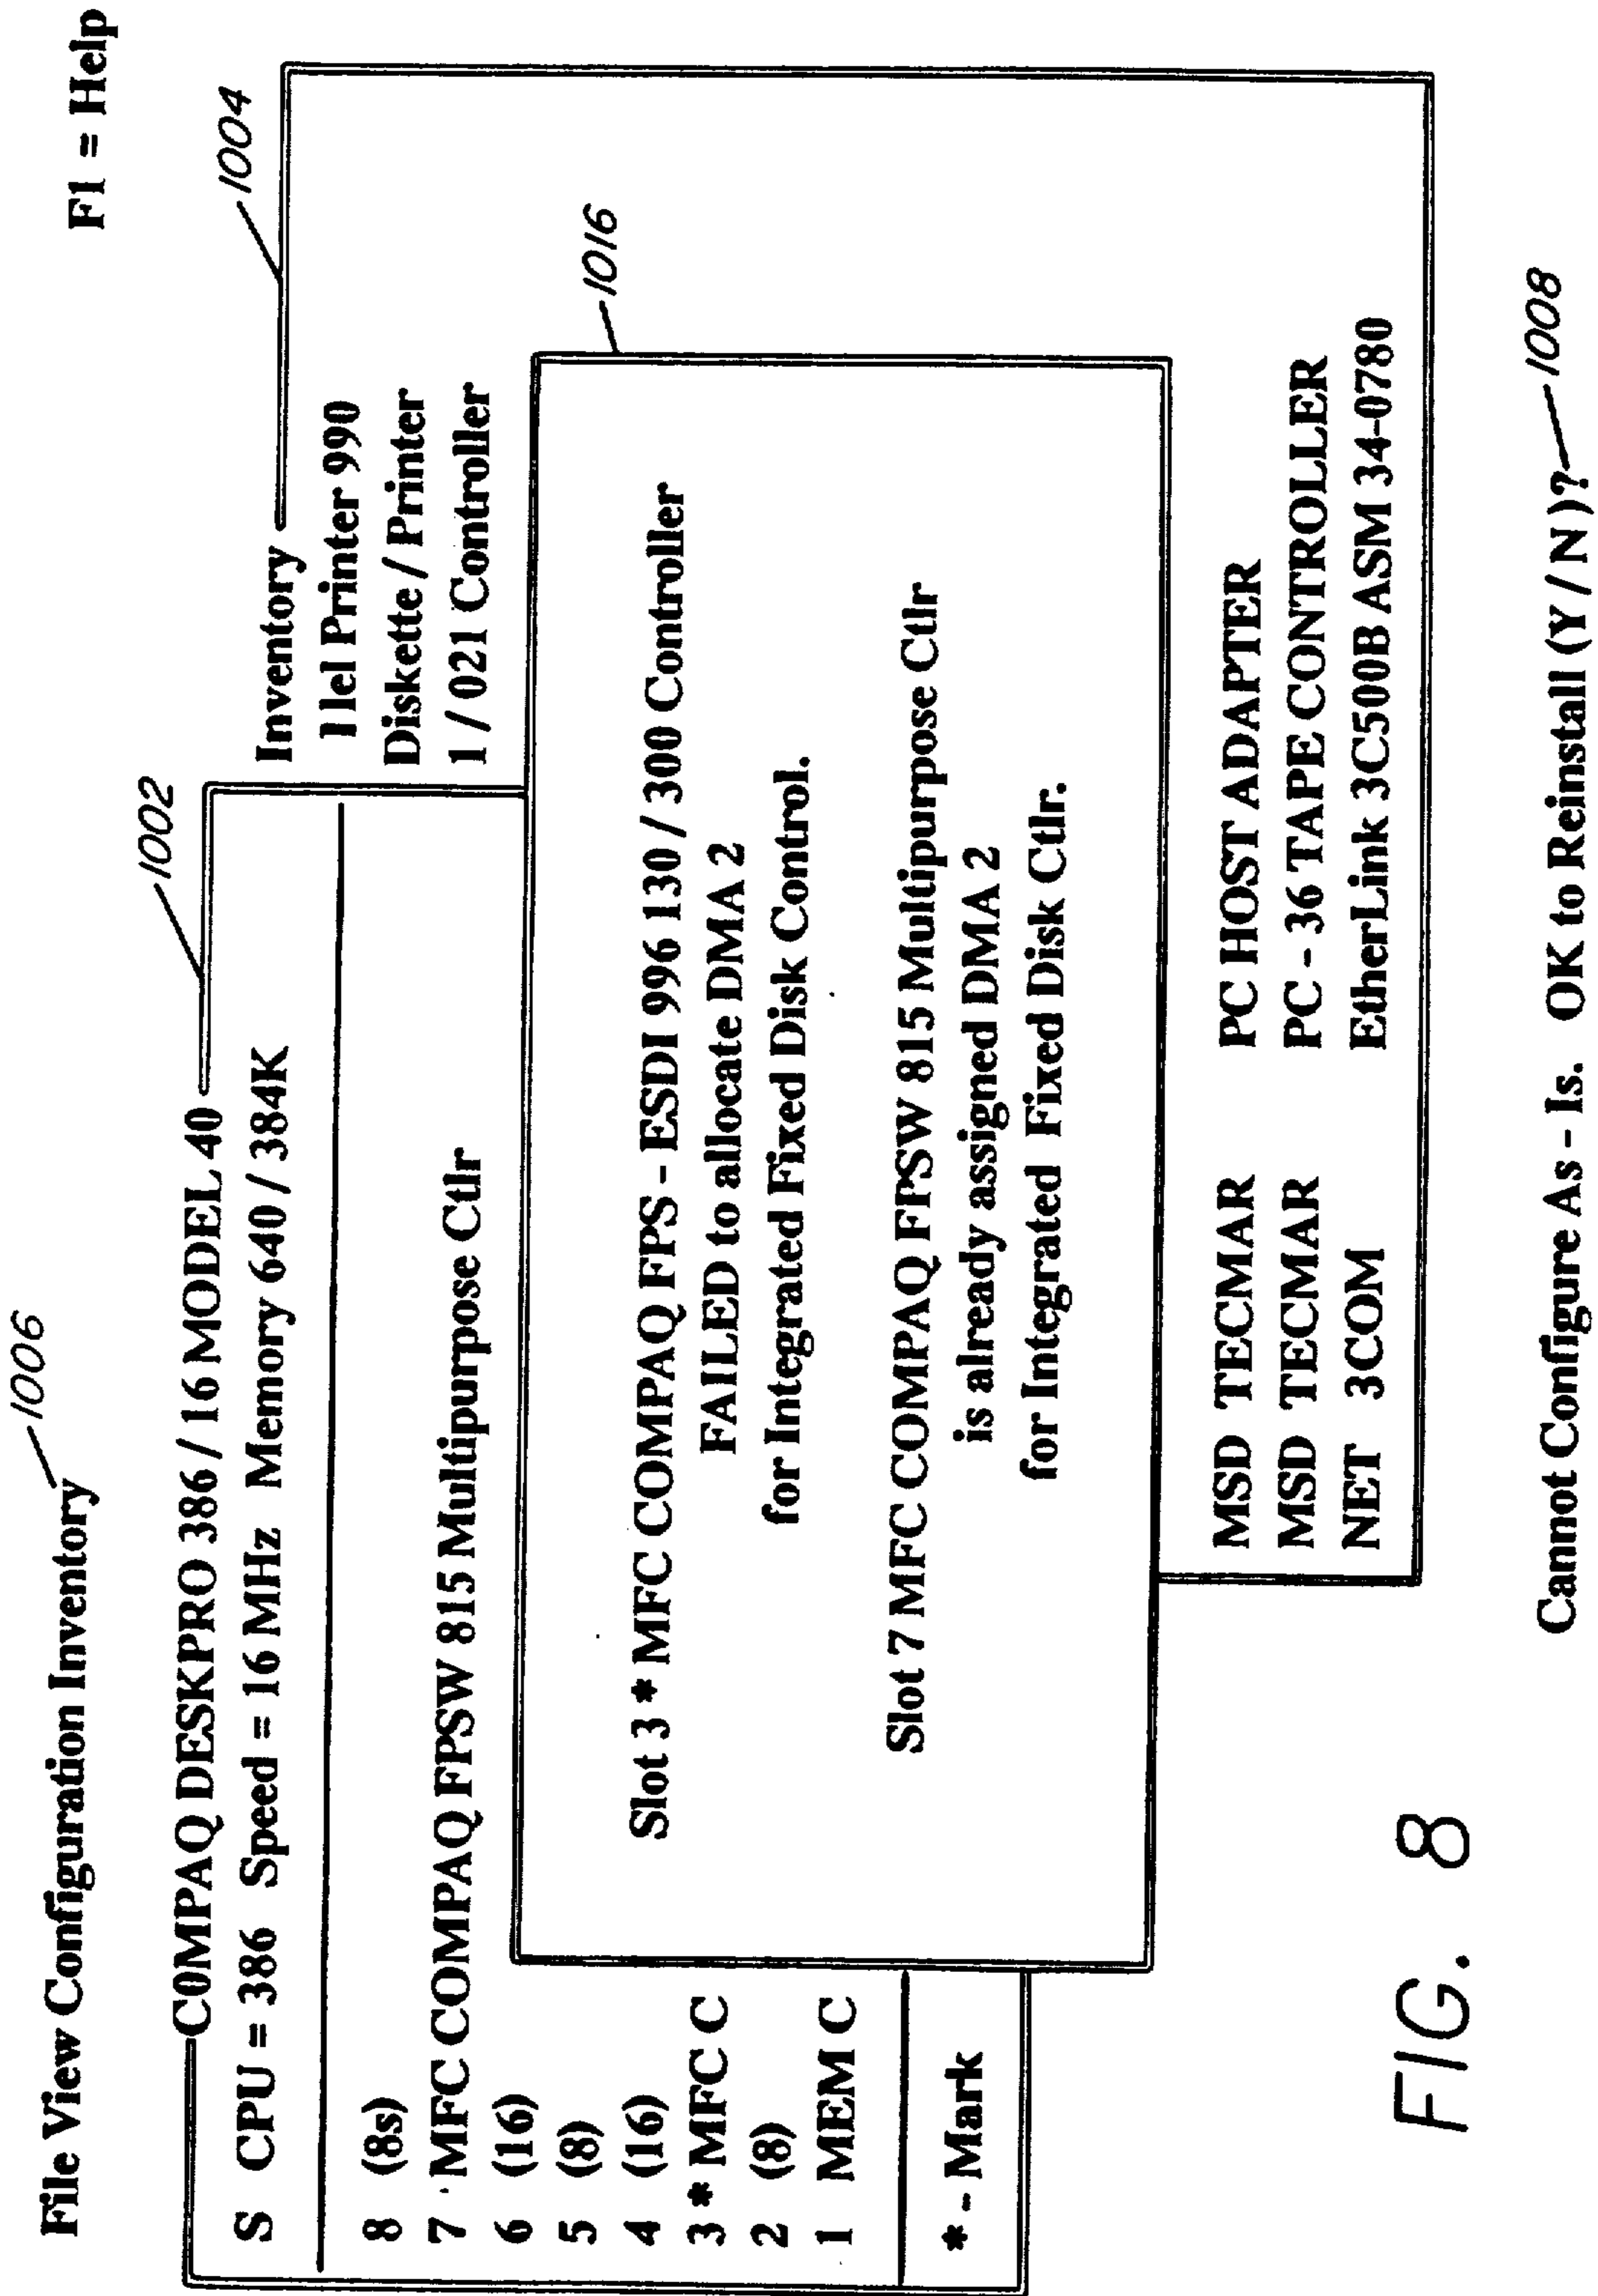 File View Configuration Inventory
1006
F1 = Help
COMPAQ DESKPRO 386 / 16 MODEL 40
1002
S CPU = 386 Speed = 16 MHz Memory 640 / 384K
Inventory
1004
1 lel Printer 990
Diskette / Printer
1 / 021 Controller
8 (8s)
7 MFC COMPAQ FPSW 815 Multipurpose Ctlr
6 (16)
5 (8)
4 (16)
3 * MFC C
2 (8)
1 MEM C
* - Mark
1016
Slot 3 * MFC COMPAQ FPS - ESDI 996 130 / 300 Controller
FAILED to allocate DMA 2
for Integrated Fixed Disk Control.
Slot 7 MFC COMPAQ FPSW 815 Multipurpose Ctlr
is already assigned DMA 2
for Integrated Fixed Disk Ctlr.
MSD TECMAR PC HOST ADAPTER
MSD TECMAR PC - 36 TAPE CONTROLLER
NET 3COM EtherLink 3C500B ASM 34-0780
Cannot Configure As - Is. OK to Reinstall (Y / N)?
1008
FIG. 8